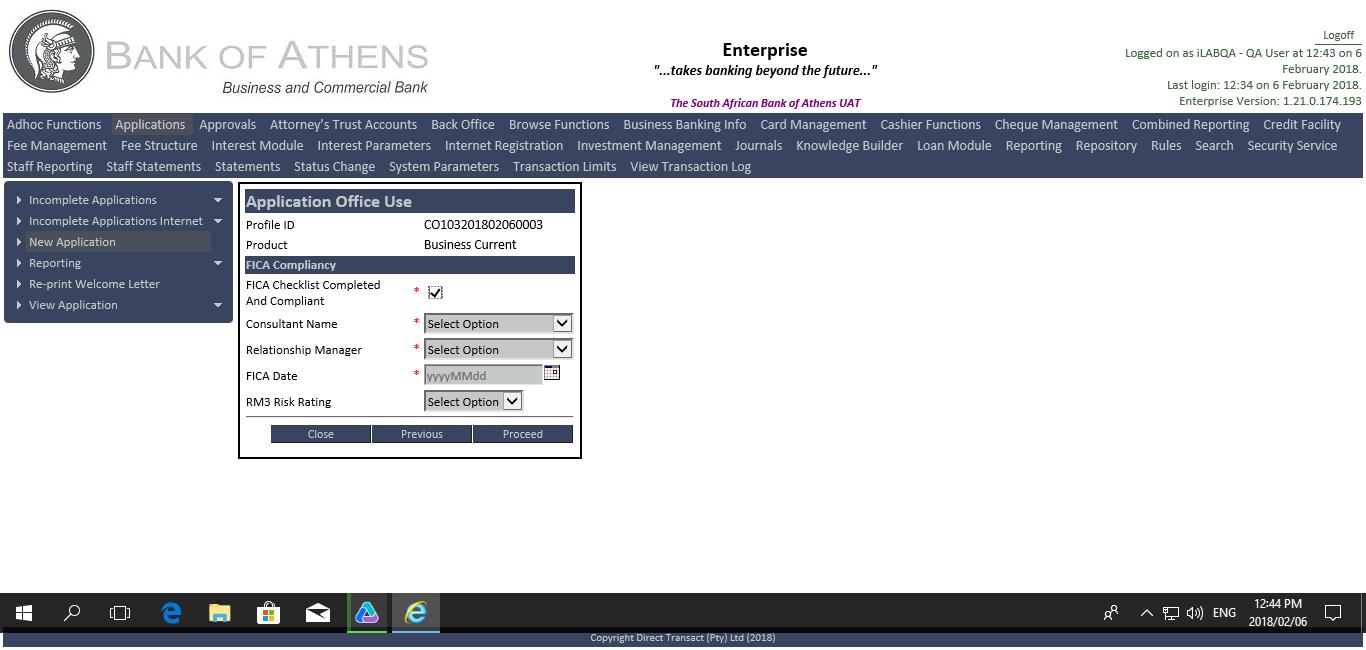 BANK OF ATHENS
Business and Commercial Bank
Enterprise
"...takes banking beyond the future..."
The South African Bank of Athens UAT
Logoff
Logged on as iLABQA - QA User at 12:43 on 6
February 2018.
Last login: 12:34 on 6 February 2018.
Enterprise Version: 1.21.0.174.193
Adhoc Functions Applications Approvals Attorney's Trust Accounts Back Office Browse Functions Business Banking Info Card Management Cashier Functions Cheque Management Combined Reporting Credit Facility
Fee Management Fee Structure Interest Module Interest Parameters Internet Registration Investment Management Journals Knowledge Builder Loan Module Reporting Repository Rules Search Security Service
Staff Reporting Staff Statements Statements Status Change System Parameters Transaction Limits View Transaction Log
Incomplete Applications
Incomplete Applications Internet
New Application
Reporting
Re-print Welcome Letter
View Application
Application Office Use
Profile ID CO103201802060003
Product Business Current
FICA Compliancy
FICA Checklist Completed
And Compliant *
Consultant Name * Select Option
Relationship Manager * Select Option
FICA Date * yyyyMMdd
RM3 Risk Rating Select Option
Close Previous Proceed
ENG
12:44 PM
2018/02/06
Copyright Direct Transact (Pty) Ltd (2018)